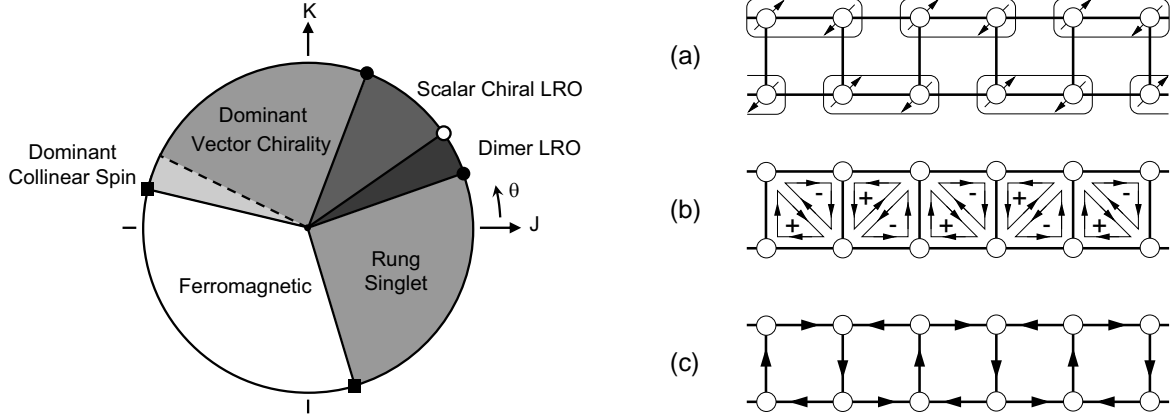 K
Scalar Chiral LRO
Dominant
Vector Chirality
Dimer LRO
Dominant
Collinear Spin
θ
J
Rung
Singlet
Ferromagnetic
(a)
(b)
+ - + - + - + - + -
(c)